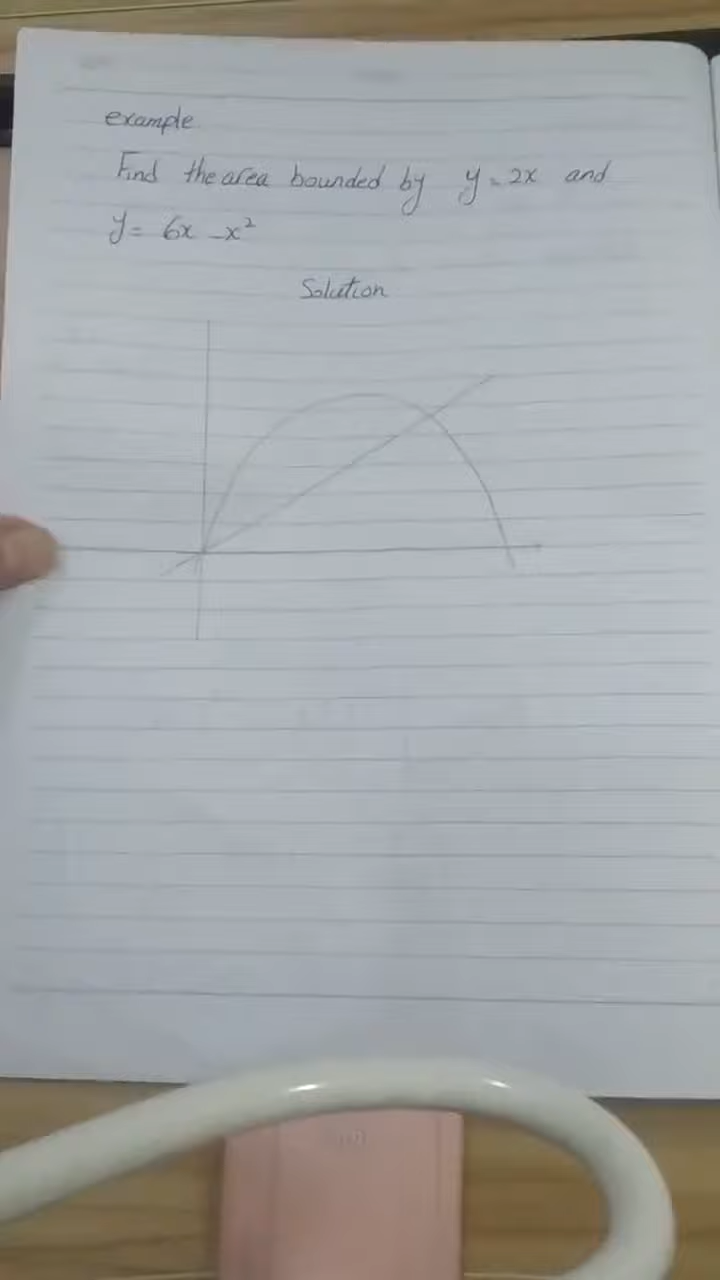 example
Find the area bounded by y = 2x and
y = 6x - x²
Solution